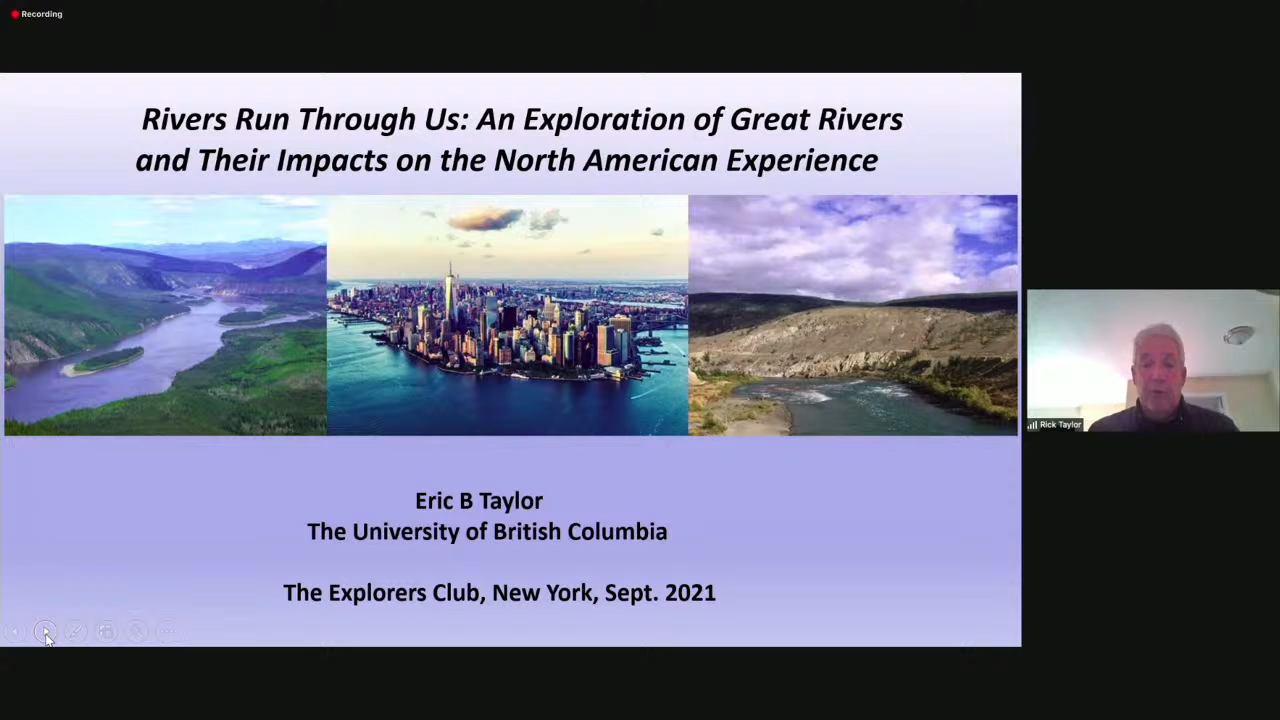 Recording
Rivers Run Through Us: An Exploration of Great Rivers
and Their Impacts on the North American Experience
Rick Taylor
Eric B Taylor
The University of British Columbia
The Explorers Club, New York, Sept. 2021